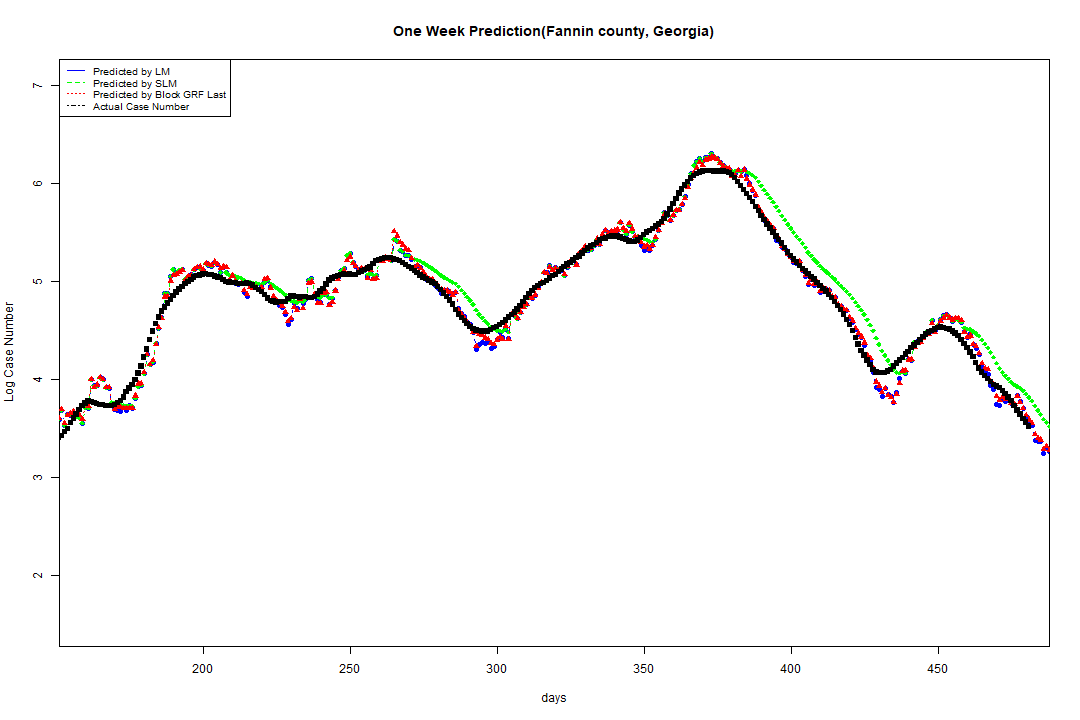 One Week Prediction(Fannin county, Georgia)
Predicted by LM
Predicted by SLM
Predicted by Block GRF Last
Actual Case Number
7
6
5
4
3
2
Log Case Number
200 250 300 350 400 450
days